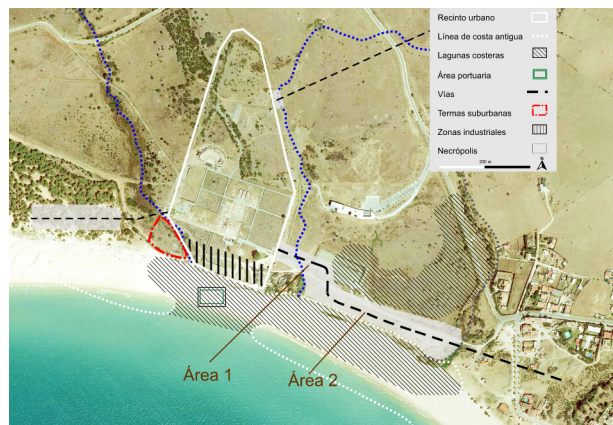 Recinto urbano
Línea de costa antigua
Lagunas costeras
Área portuaria
Vías
Termas suburbanas
Zonas industriales
Necrópolis
200 m
N
Área 1
Área 2